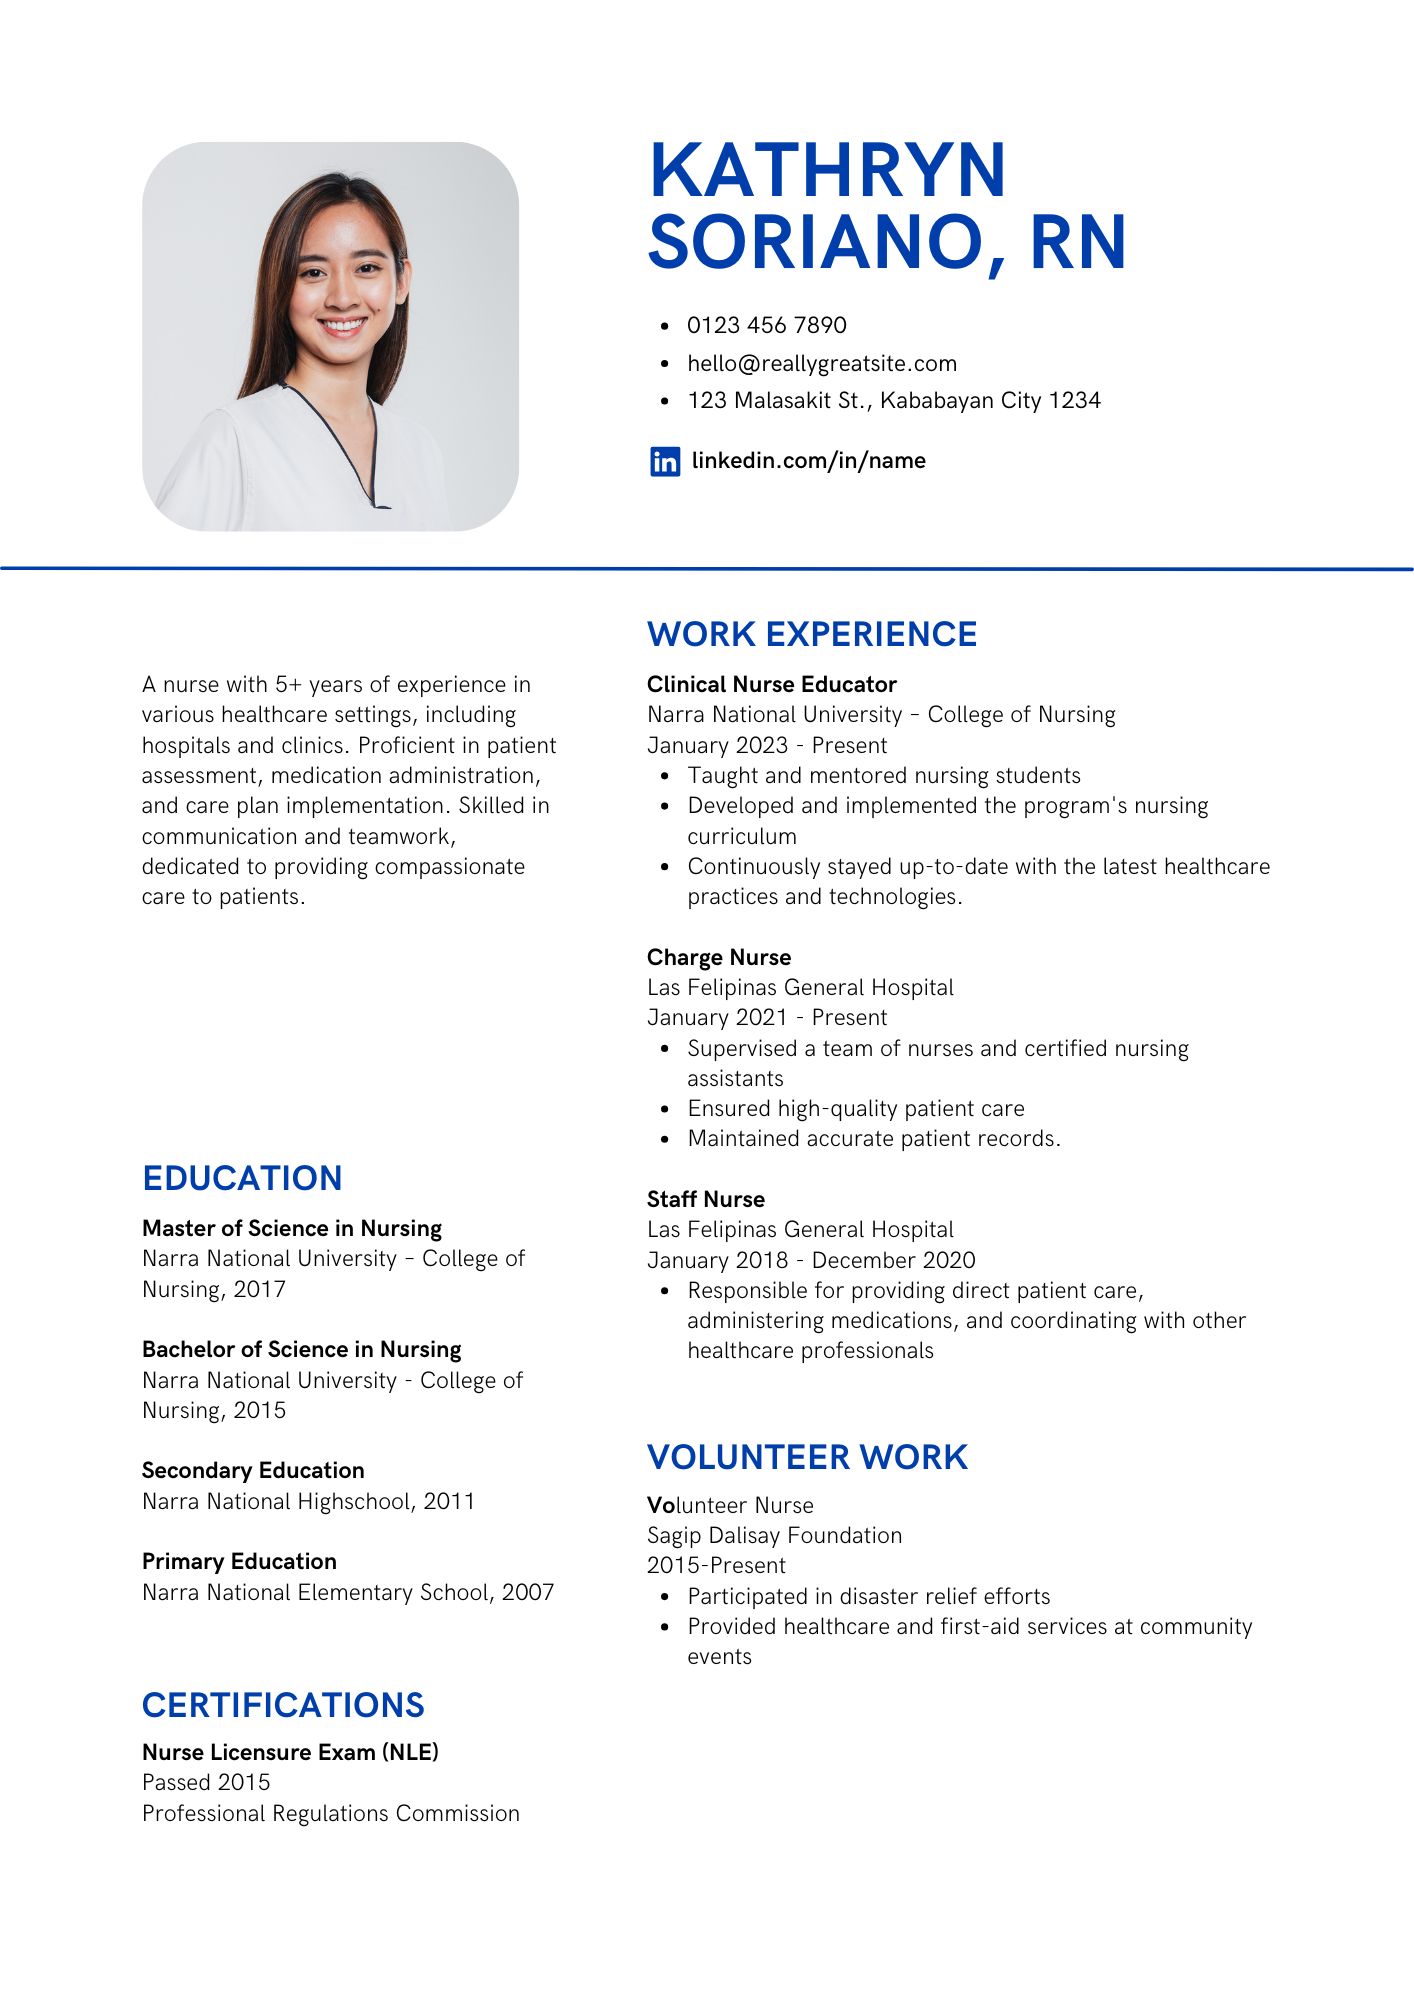 KATHRYN
SORIANO, RN
• 0123 456 7890
• hello@reallygreatsite.com
• 123 Malasakit St., Kababayan City 1234
in linkedin.com/in/name
A nurse with 5+ years of experience in
various healthcare settings, including
hospitals and clinics. Proficient in patient
assessment, medication administration,
and care plan implementation. Skilled in
communication and teamwork,
dedicated to providing compassionate
care to patients.
EDUCATION
Master of Science in Nursing
Narra National University – College of
Nursing, 2017
Bachelor of Science in Nursing
Narra National University - College of
Nursing, 2015
Secondary Education
Narra National Highschool, 2011
Primary Education
Narra National Elementary School, 2007
CERTIFICATIONS
Nurse Licensure Exam (NLE)
Passed 2015
Professional Regulations Commission
WORK EXPERIENCE
Clinical Nurse Educator
Narra National University – College of Nursing
January 2023 - Present
• Taught and mentored nursing students
• Developed and implemented the program's nursing
curriculum
• Continuously stayed up-to-date with the latest healthcare
practices and technologies.
Charge Nurse
Las Felipinas General Hospital
January 2021 - Present
• Supervised a team of nurses and certified nursing
assistants
• Ensured high-quality patient care
• Maintained accurate patient records.
Staff Nurse
Las Felipinas General Hospital
January 2018 - December 2020
• Responsible for providing direct patient care,
administering medications, and coordinating with other
healthcare professionals
VOLUNTEER WORK
Volunteer Nurse
Sagip Dalisay Foundation
2015-Present
• Participated in disaster relief efforts
• Provided healthcare and first-aid services at community
events